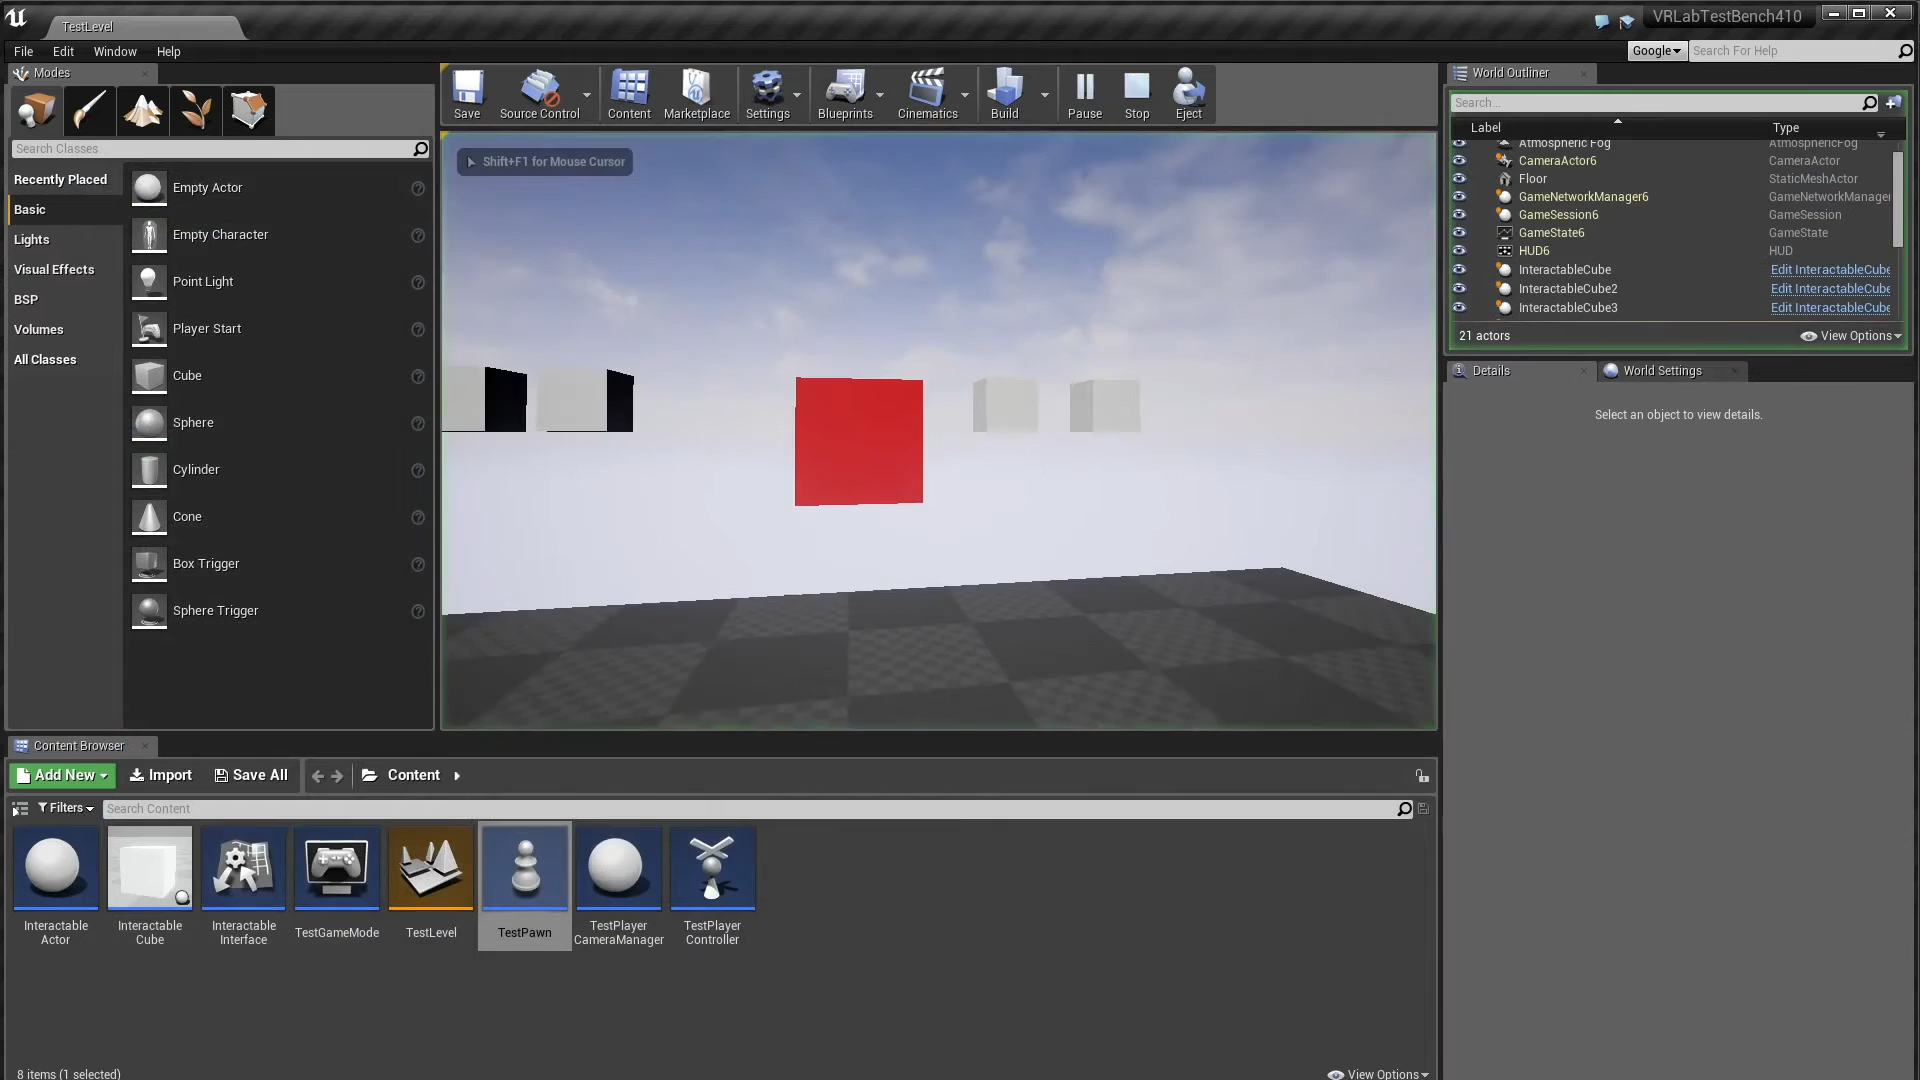 TestLevel
VRLabTestBench410
File Edit Window Help
Google
Search For Help
Modes
Search Classes
Recently Placed
Basic
Lights
Visual Effects
BSP
Volumes
All Classes
Empty Actor
Empty Character
Point Light
Player Start
Cube
Sphere
Cylinder
Cone
Box Trigger
Sphere Trigger
Save
Source Control
Content
Marketplace
Settings
Blueprints
Cinematics
Build
Pause
Stop
Eject
Shift+F1 for Mouse Cursor
World Outliner
Search...
Label Type
Atmospheric Fog AtmosphericFog
CameraActor6 CameraActor
Floor StaticMeshActor
GameNetworkManager6 GameNetworkManager
GameSession6 GameSession
GameState6 GameState
HUD6 HUD
InteractableCube Edit InteractableCube
InteractableCube2 Edit InteractableCube
InteractableCube3 Edit InteractableCube
21 actors
View Options
Details
World Settings
Select an object to view details.
Content Browser
Add New
Import
Save All
Content
Filters
Search Content
Interactable
Actor
Interactable
Cube
Interactable
Interface
TestGameMode
TestLevel
TestPawn
TestPlayer
CameraManager
TestPlayer
Controller
8 items (1 selected)
View Options